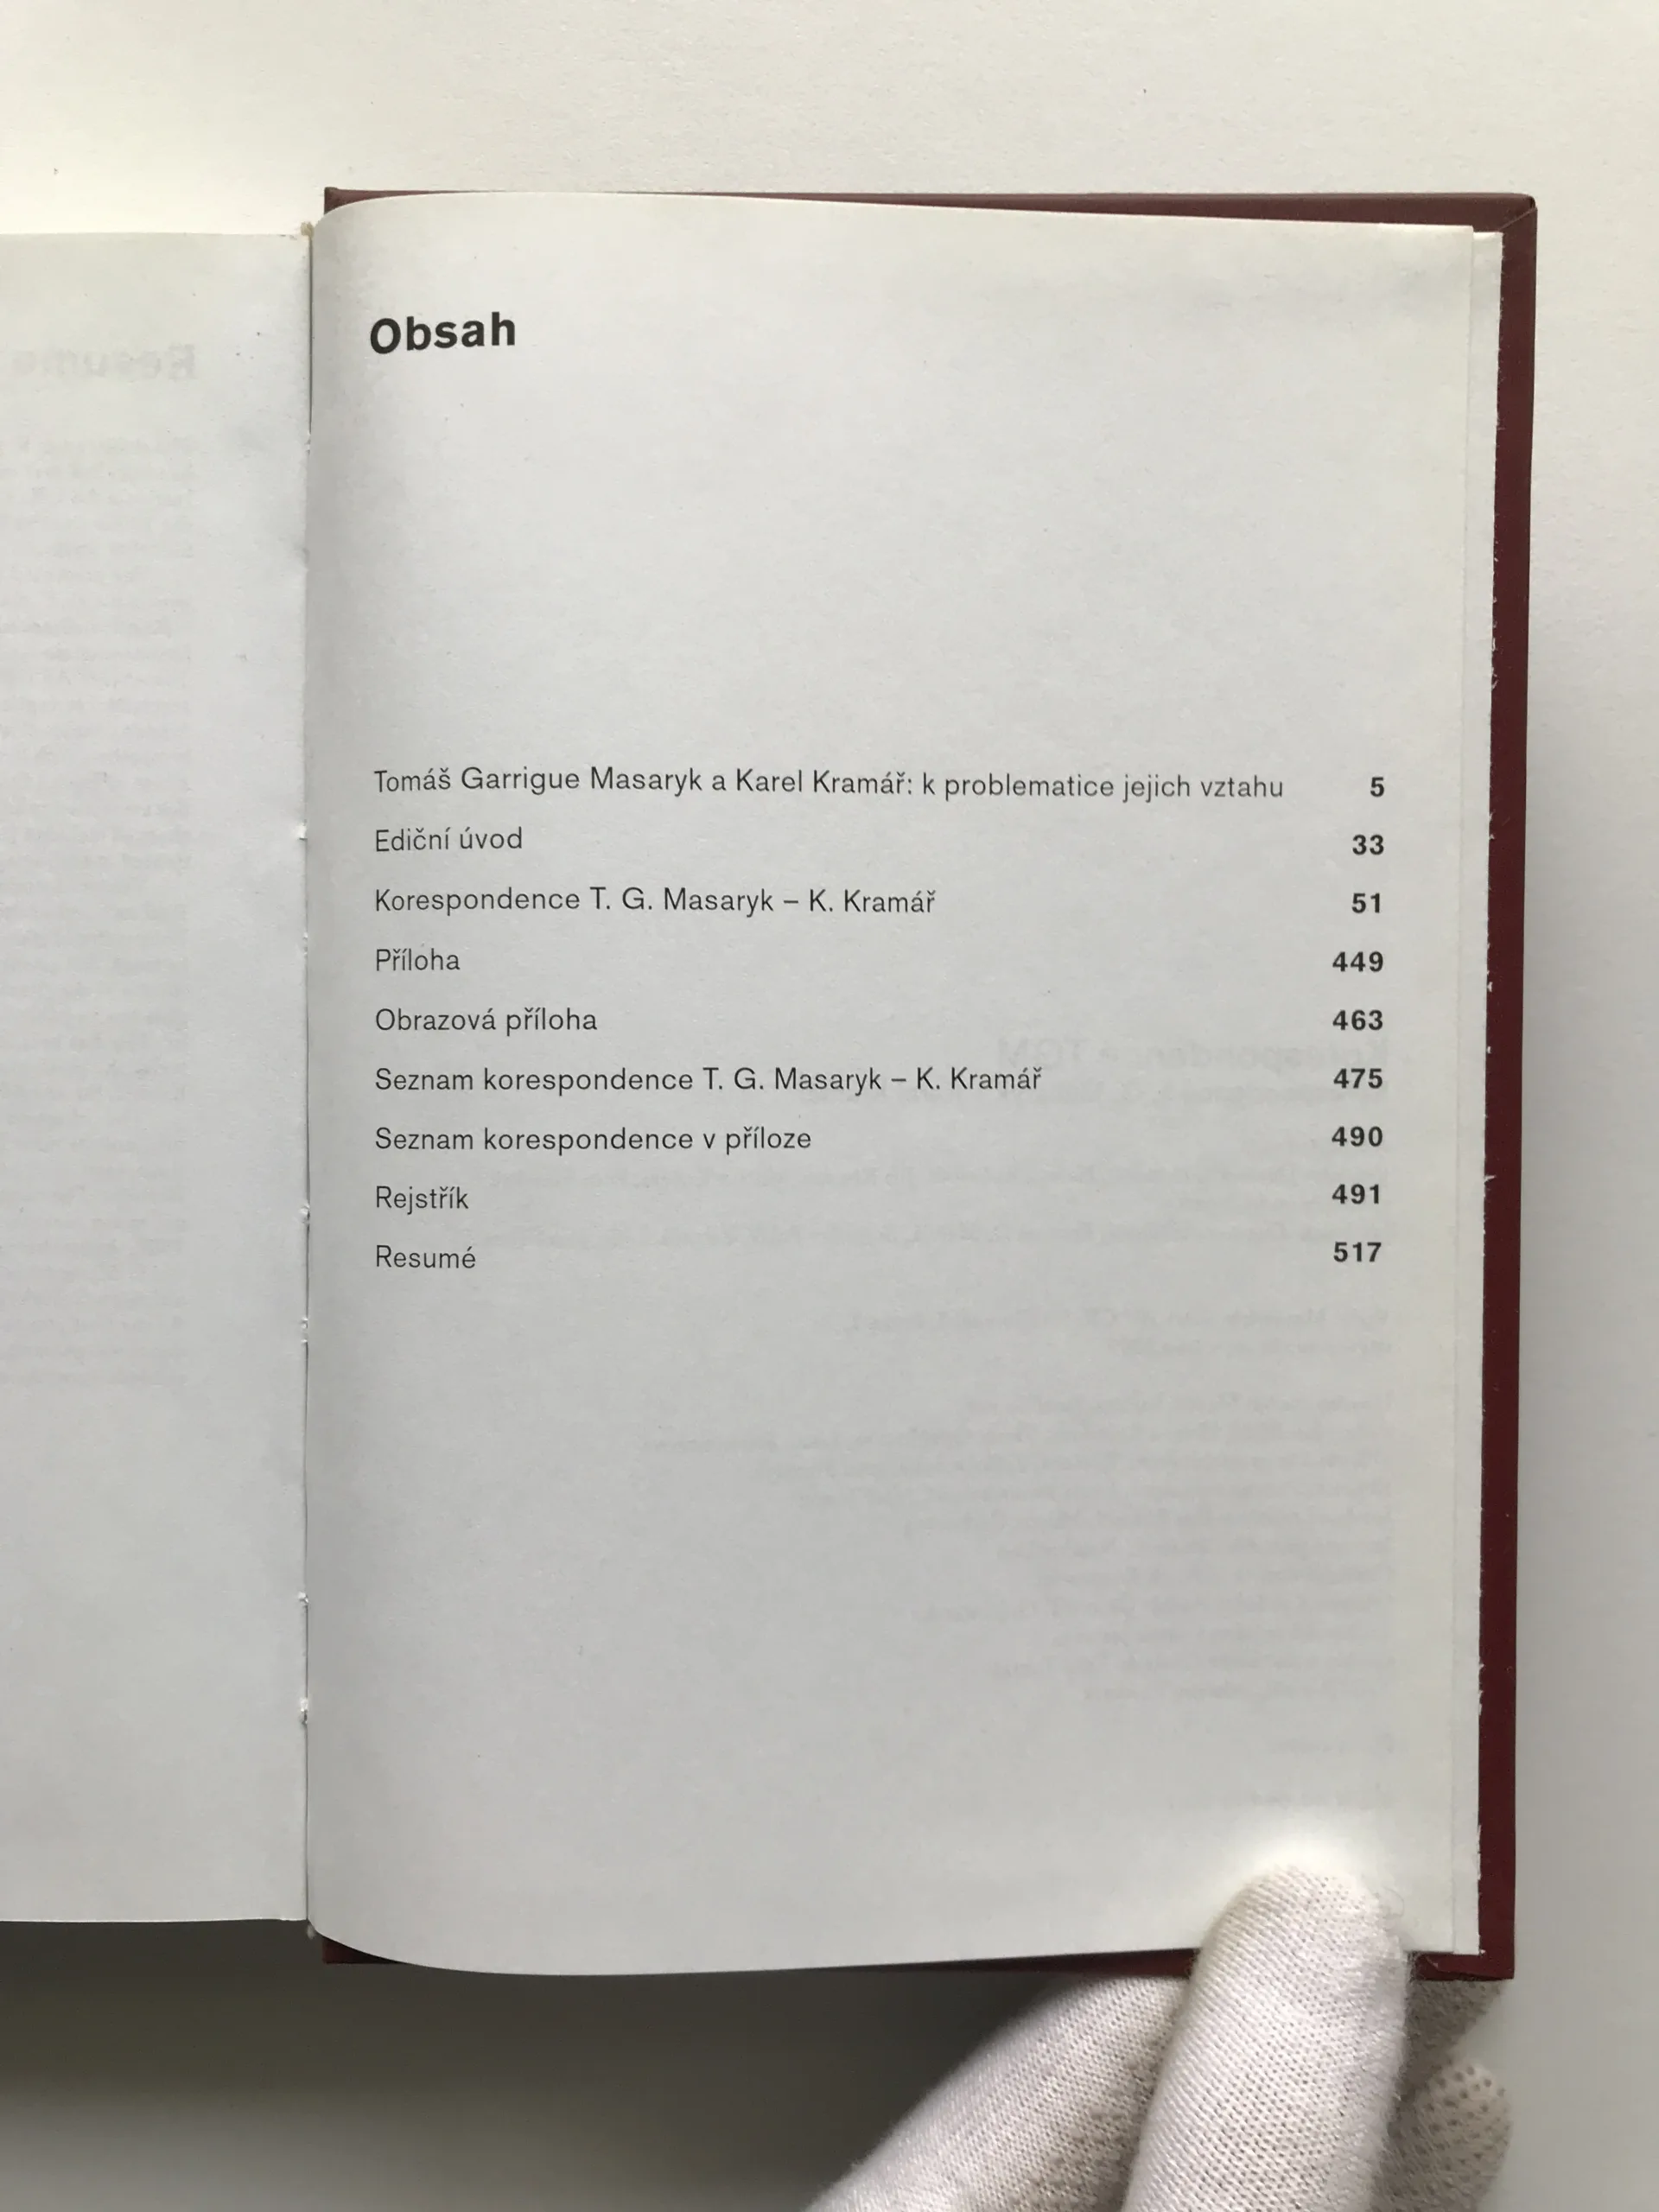 Obsah
Tomáš Garrigue Masaryk a Karel Kramář: k problematice jejich vztahu 5
Ediční úvod 33
Korespondence T. G. Masaryk – K. Kramář 51
Příloha 449
Obrazová příloha 463
Seznam korespondence T. G. Masaryk – K. Kramář 475
Seznam korespondence v příloze 490
Rejstřík 491
Resumé 517